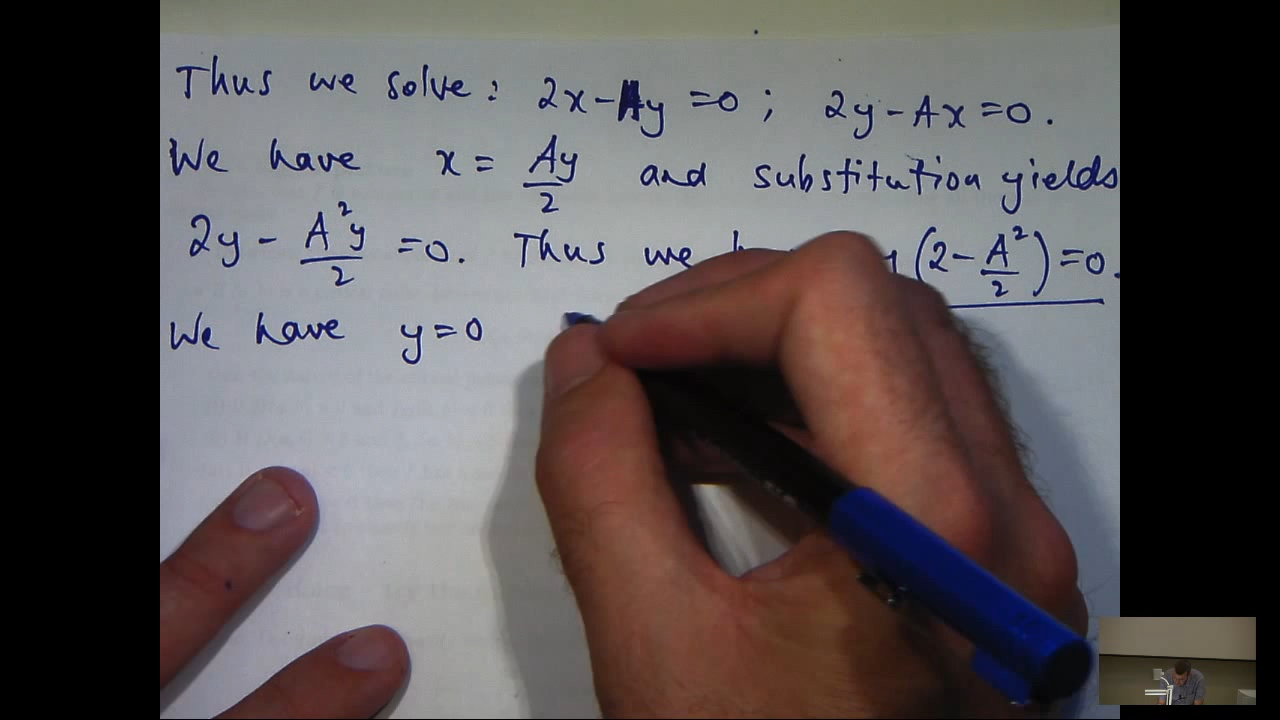 Thus we solve: 2x-Ay=0; 2y-Ax=0.
We have x = Ay/2 and substitution yields
2y - A²y/2 = 0. Thus we (2 - A²/2)=0.
We have y=0